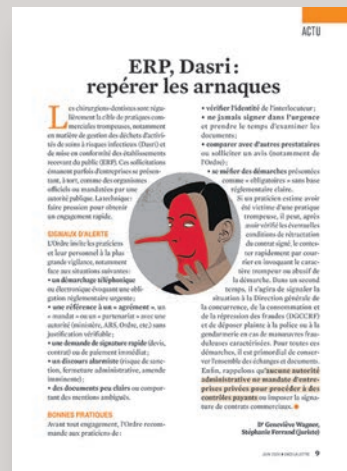 ACTU
ERP, Dasri :
repérer les arnaques
Les chirurgiens-dentistes sont régu-
lièrement la cible de pratiques com-
merciales trompeuses, notamment
en matière de gestion des déchets d'activi-
tés de soins à risques infectieux (Dasri) et
de mise en conformité des établissements
recevant du public (ERP). Ces sollicitations
émanent parfois d'entreprises se présen-
tant, à tort, comme des organismes
officiels ou mandatées par une
autorité publique. La technique :
faire pression pour obtenir
un engagement rapide.
SIGNAUX D'ALERTE
L'Ordre invite les praticiens
et leur personnel à la plus
grande vigilance, notamment
face aux situations suivantes :
• un démarchage téléphonique
ou électronique évoquant une obli-
gation réglementaire urgente ;
• une référence à un « agrément », un
« mandat » ou un « partenariat » avec une
autorité (ministère, ARS, Ordre, etc.) sans
justification vérifiable ;
• une demande de signature rapide (devis,
contrat) ou de paiement immédiat ;
• un discours alarmiste (risque de sanc-
tion, fermeture administrative, amende
imminente) ;
• des documents peu clairs ou compor-
tant des mentions ambiguës.
BONNES PRATIQUES
Avant tout engagement, l'Ordre recom-
mande aux praticiens de :
• vérifier l'identité de l'interlocuteur ;
• ne jamais signer dans l'urgence
et prendre le temps d'examiner les
documents ;
• comparer avec d'autres prestataires
ou solliciter un avis (notamment de
l'Ordre) ;
• se méfier des démarches présentées
comme « obligatoires » sans base
réglementaire claire.
Si un praticien estime avoir
été victime d'une pratique
trompeuse, il peut, après
avoir vérifié les éventuelles
conditions de rétractation
du contrat signé, le contes-
ter rapidement par cour-
rier en invoquant le carac-
tère trompeur ou abusif de
la démarche. Dans un second
temps, il s'agira de signaler la
situation à la Direction générale de
la concurrence, de la consommation et
de la répression des fraudes (DGCCRF)
et de déposer plainte à la police ou à la
gendarmerie en cas de manœuvres frau-
duleuses caractérisées. Pour toutes ces
démarches, il est primordial de conser-
ver l'ensemble des échanges et documents.
Enfin, rappelons qu'aucune autorité
administrative ne mandate d'entre-
prises privées pour procéder à des
contrôles payants ou imposer la signa-
ture de contrats commerciaux.
Dr Geneviève Wagner,
Stéphanie Ferrand (juriste)
9